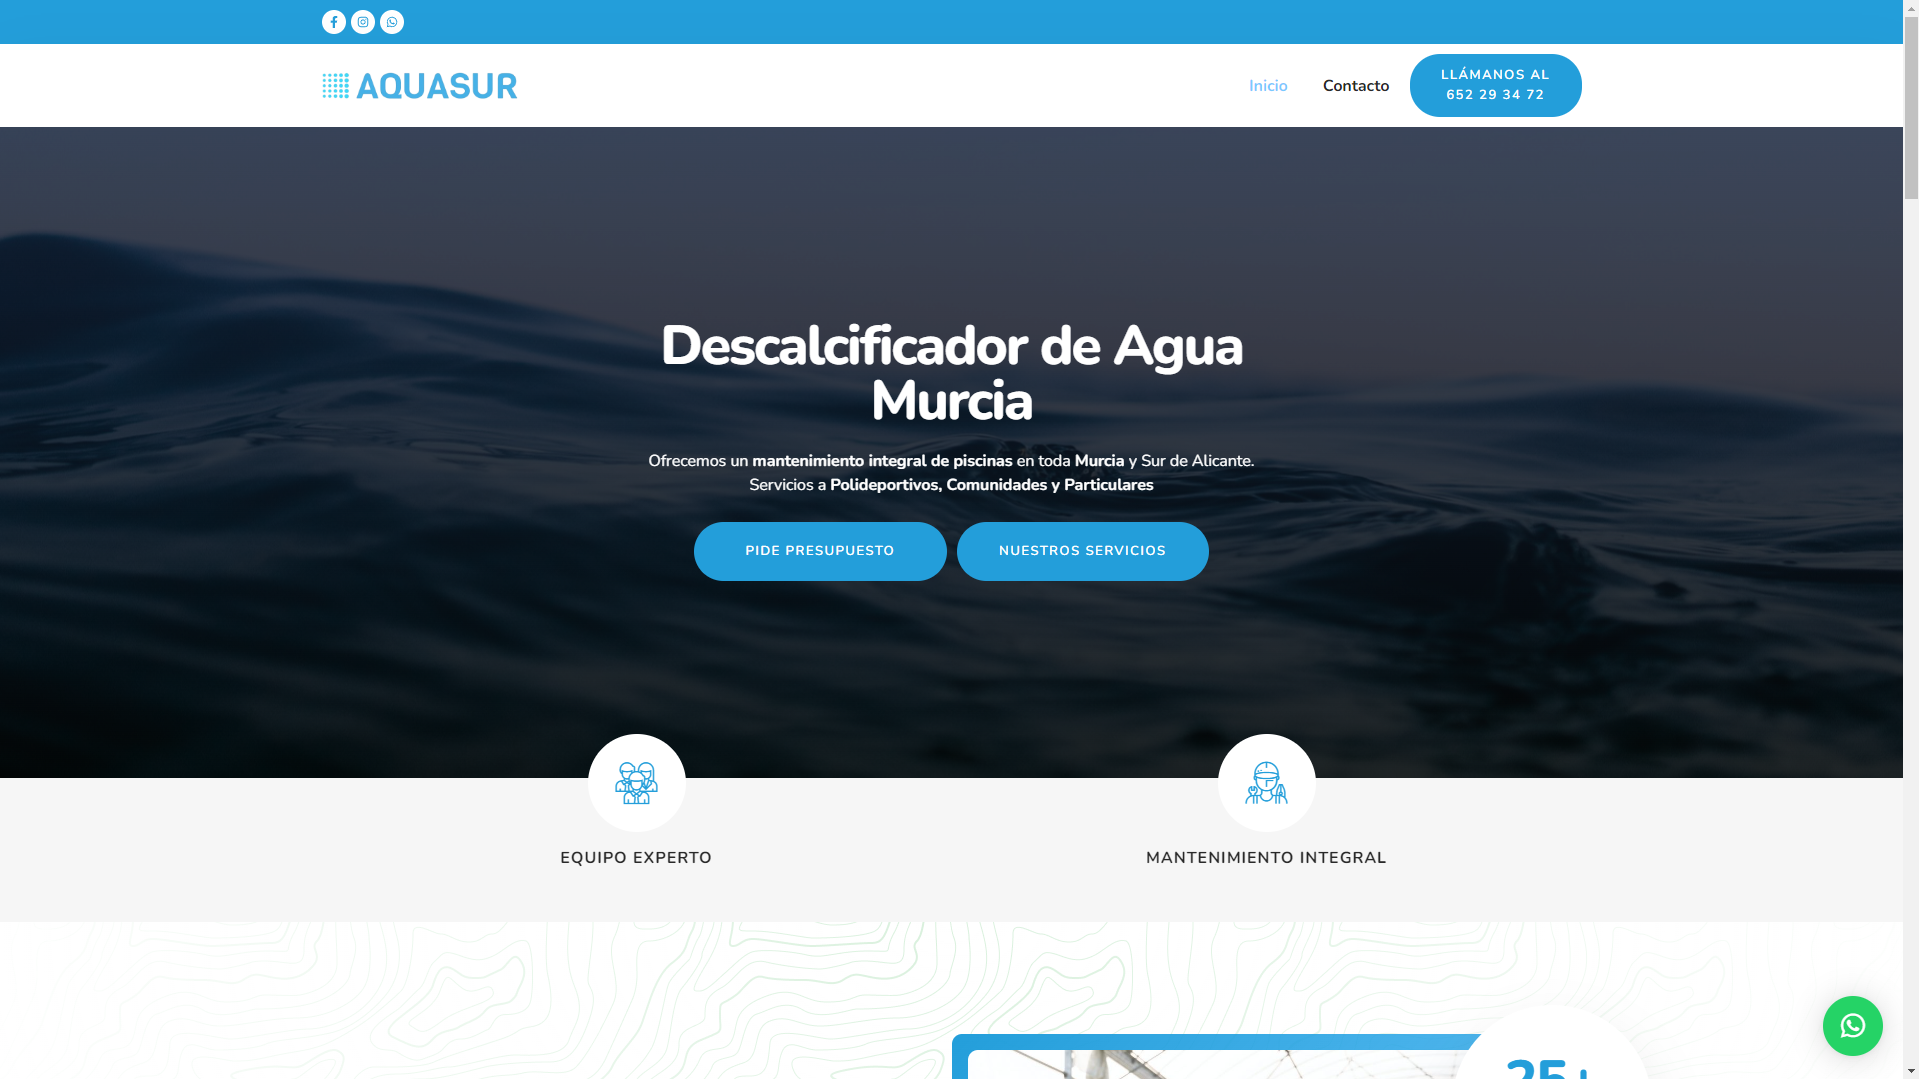 AQUASUR
Inicio
Contacto
LLÁMANOS AL
652 29 34 72
Descalcificador de Agua
Murcia
Ofrecemos un mantenimiento integral de piscinas en toda Murcia y Sur de Alicante.
Servicios a Polideportivos, Comunidades y Particulares
PIDE PRESUPUESTO
NUESTROS SERVICIOS
EQUIPO EXPERTO
MANTENIMIENTO INTEGRAL
25+